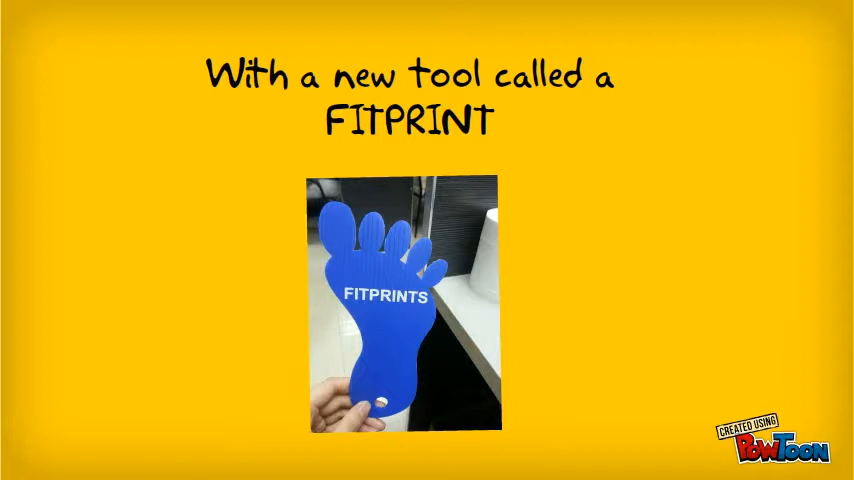 With a new tool called a
FITPRINT
FITPRINTS
CREATED USING
POWTOON